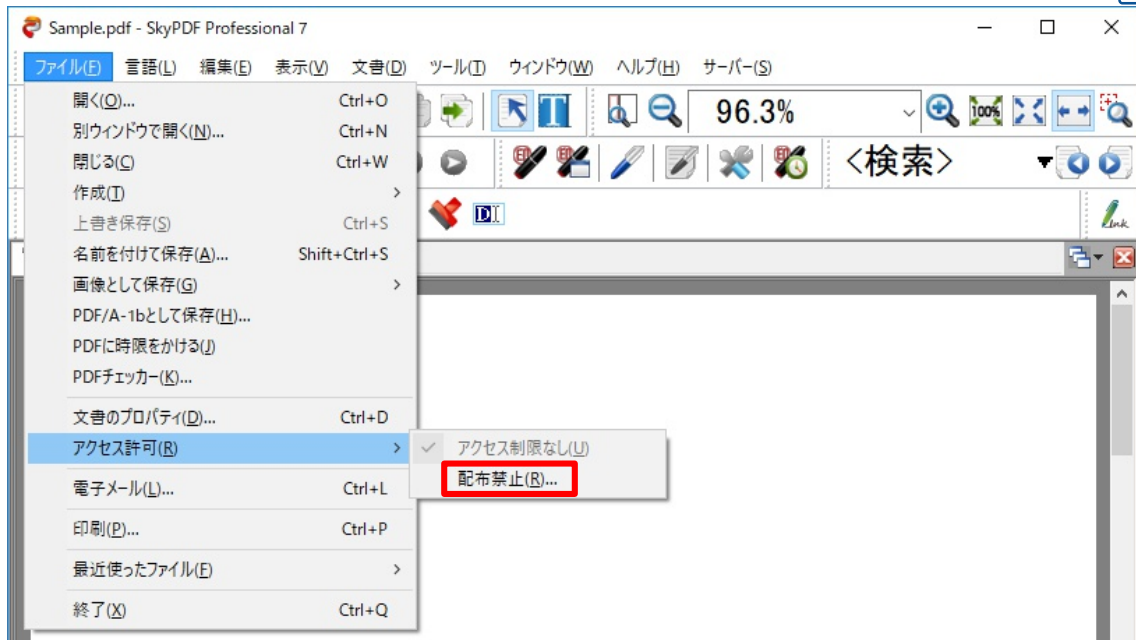 Sample.pdf - SkyPDF Professional 7
ファイル(F) 言語(L) 編集(E) 表示(V) 文書(D) ツール(T) ウィンドウ(W) ヘルプ(H) サーバー(S)
96.3%
100%
<検索>
Link
開く(O)... Ctrl+O
別ウィンドウで開く(N)... Ctrl+N
閉じる(C) Ctrl+W
作成(T)
上書き保存(S) Ctrl+S
名前を付けて保存(A)... Shift+Ctrl+S
画像として保存(G)
PDF/A-1bとして保存(H)...
PDFに時限をかける(J)
PDFチェッカー(K)...
文書のプロパティ(D)... Ctrl+D
アクセス許可(R)
アクセス制限なし(U)
配布禁止(R)...
電子メール(L)... Ctrl+L
印刷(P)... Ctrl+P
最近使ったファイル(F)
終了(X) Ctrl+Q